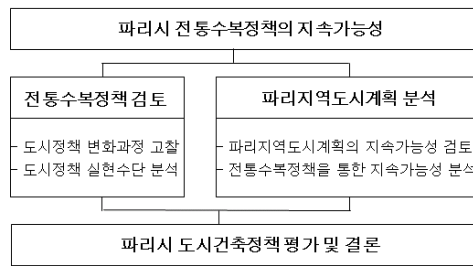 파리시 전통수복정책의 지속가능성
전통수복정책 검토
- 도시정책 변화과정 고찰
- 도시정책 실현수단 분석
파리지역도시계획 분석
- 파리지역도시계획의 지속가능성 검토
- 전통수복정책을 통한 지속가능성 분석
파리시 도시건축정책 평가 및 결론